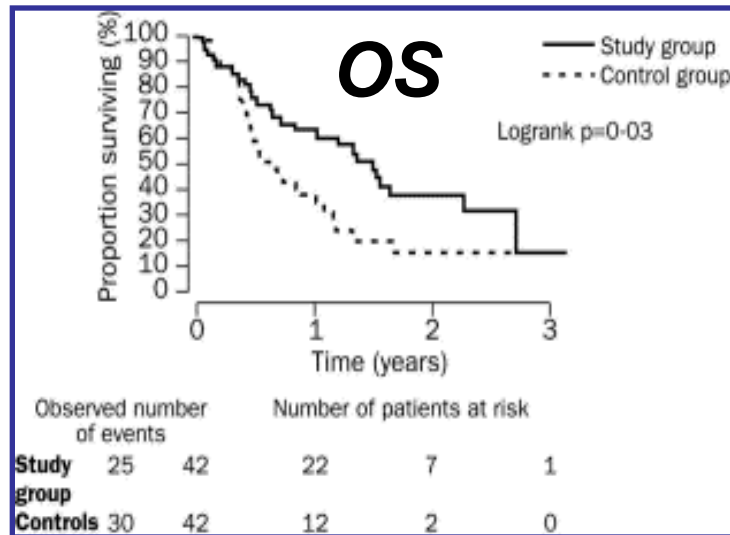 OS
Study group
Control group
Logrank p=0·03
Proportion surviving (%)
100
90
80
70
60
50
40
30
20
10
0
0 1 2 3
Time (years)
Observed number of events
Number of patients at risk
Study group 25 42 22 7 1
Controls 30 42 12 2 0